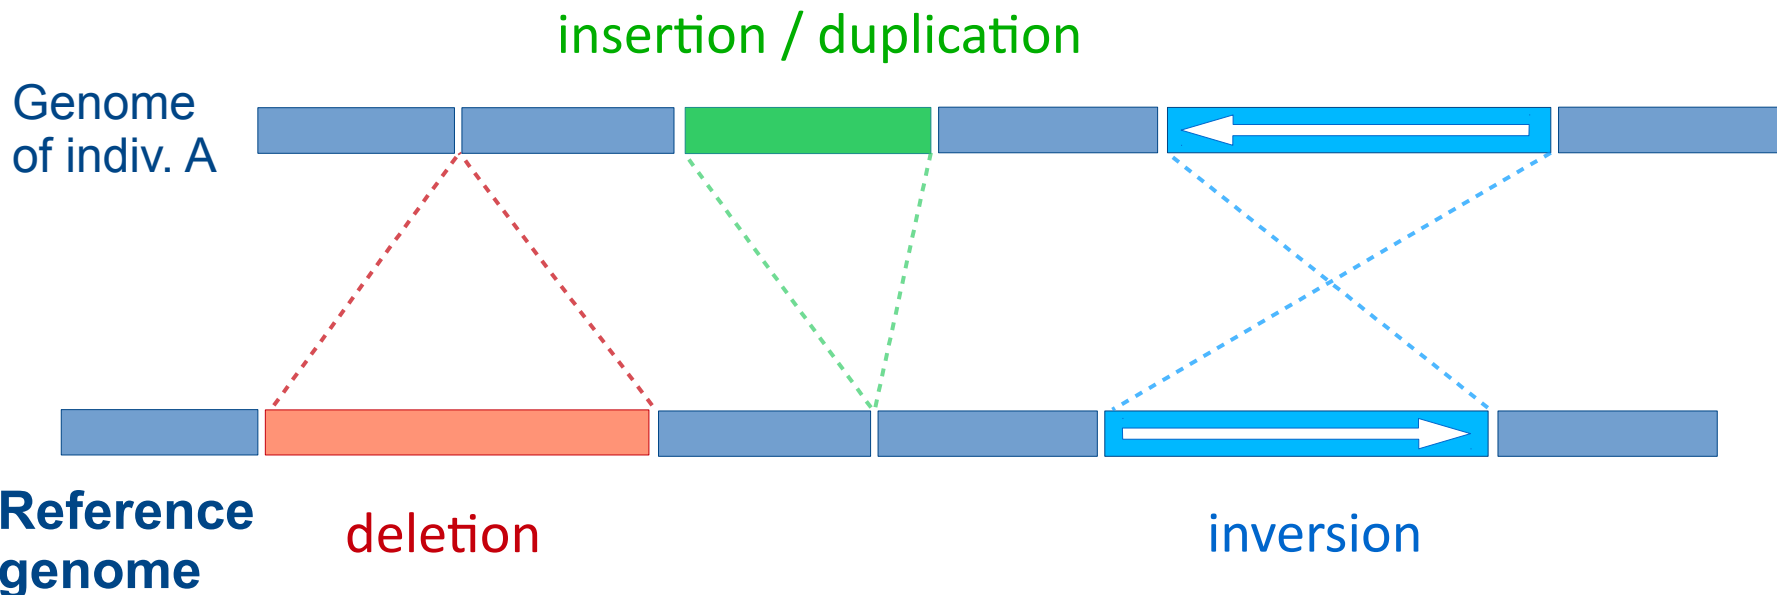 insertion / duplication
Genome
of indiv. A
Reference
genome
deletion
inversion